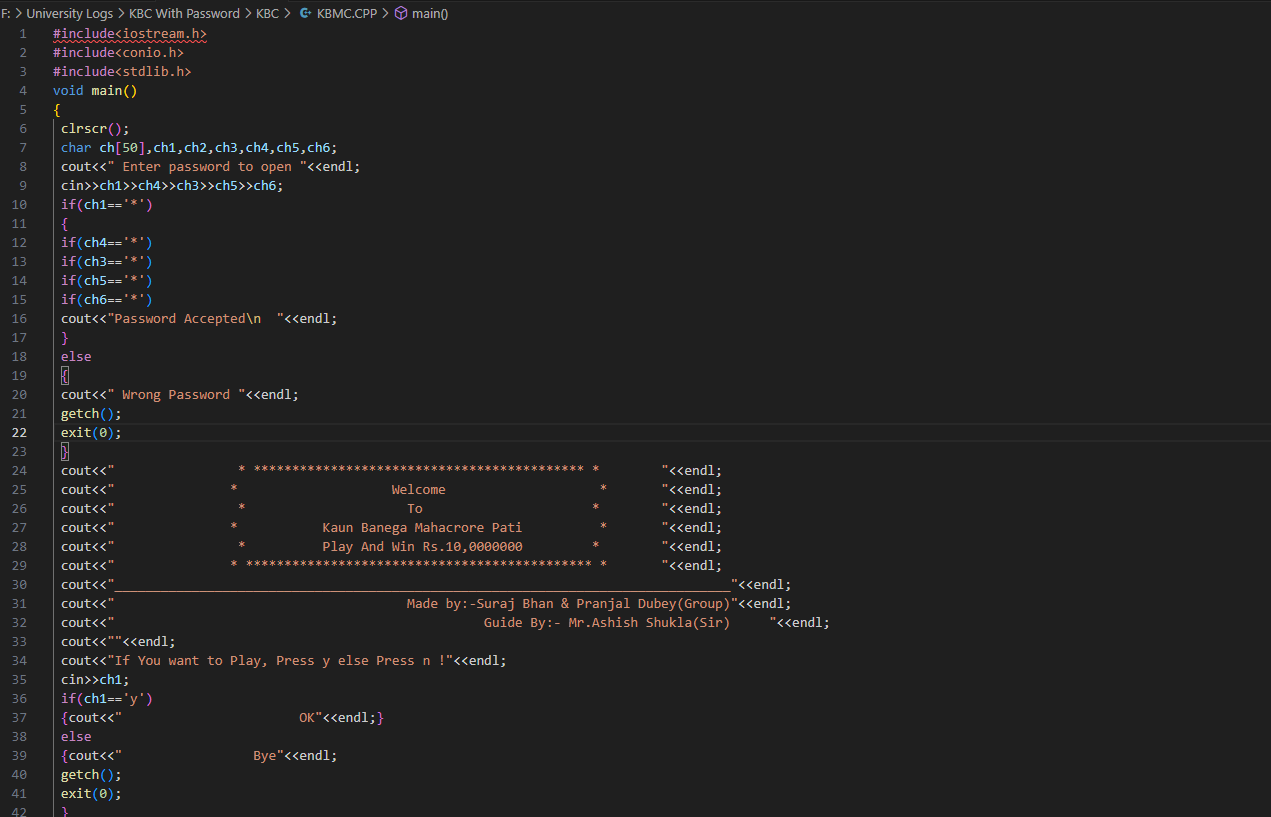 F: > University Logs > KBC With Password > KBC > KBMC.CPP > main()
1 #include<iostream.h>
2 #include<conio.h>
3 #include<stdlib.h>
4 void main()
5 {
6 clrscr();
7 char ch[50],ch1,ch2,ch3,ch4,ch5,ch6;
8 cout<<" Enter password to open "<<endl;
9 cin>>ch1>>ch4>>ch3>>ch5>>ch6;
10 if(ch1=='*')
11 {
12 if(ch4=='*')
13 if(ch3=='*')
14 if(ch5=='*')
15 if(ch6=='*')
16 cout<<"Password Accepted\n  "<<endl;
17 }
18 else
19 {
20 cout<<" Wrong Password "<<endl;
21 getch();
22 exit(0);
23 }
24 cout<<"                * ******************************************* *        "<<endl;
25 cout<<"               *                    Welcome                    *       "<<endl;
26 cout<<"                *                     To                      *        "<<endl;
27 cout<<"               *           Kaun Banega Mahacrore Pati          *       "<<endl;
28 cout<<"                *          Play And Win Rs.10,0000000         *        "<<endl;
29 cout<<"               * ********************************************* *       "<<endl;
30 cout<<"________________________________________________________________________________"<<endl;
31 cout<<"                                      Made by:-Suraj Bhan & Pranjal Dubey(Group)"<<endl;
32 cout<<"                                                Guide By:- Mr.Ashish Shukla(Sir)     "<<endl;
33 cout<<""<<endl;
34 cout<<"If You want to Play, Press y else Press n !"<<endl;
35 cin>>ch1;
36 if(ch1=='y')
37 {cout<<"                       OK"<<endl;}
38 else
39 {cout<<"                 Bye"<<endl;
40 getch();
41 exit(0);
42 }